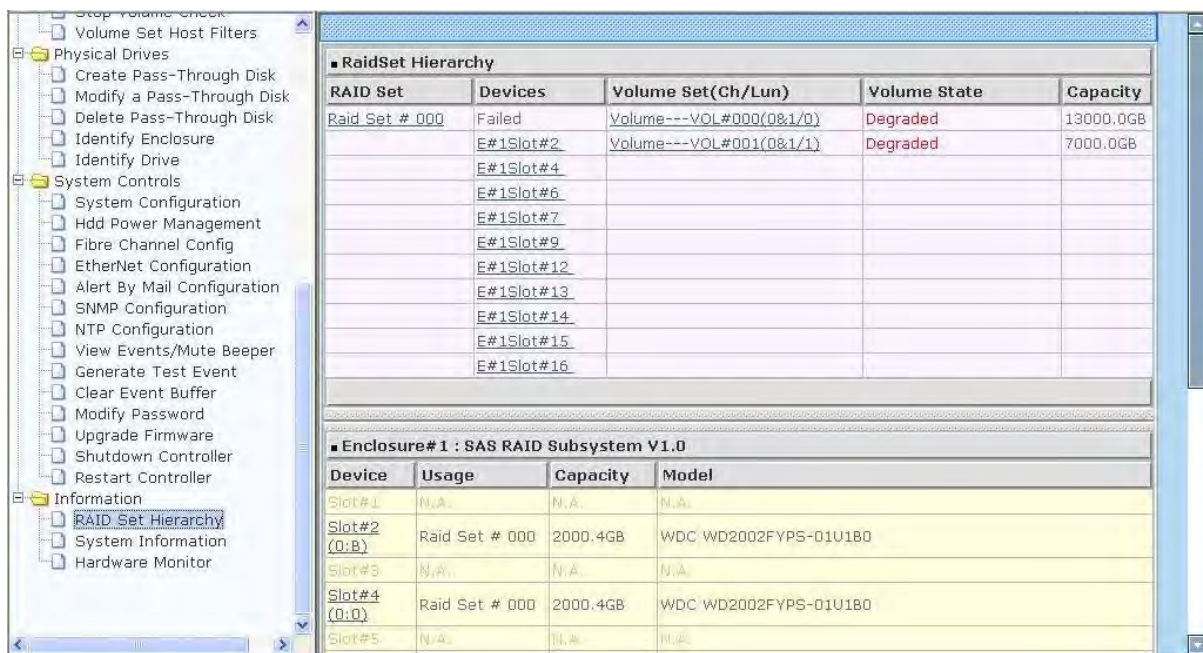 Stop Volume Check
Volume Set Host Filters
Physical Drives
Create Pass-Through Disk
Modify a Pass-Through Disk
Delete Pass-Through Disk
Identify Enclosure
Identify Drive
System Controls
System Configuration
Hdd Power Management
Fibre Channel Config
EtherNet Configuration
Alert By Mail Configuration
SNMP Configuration
NTP Configuration
View Events/Mute Beeper
Generate Test Event
Clear Event Buffer
Modify Password
Upgrade Firmware
Shutdown Controller
Restart Controller
Information
RAID Set Hierarchy
System Information
Hardware Monitor
▪ RaidSet Hierarchy
RAID Set Devices Volume Set(Ch/Lun) Volume State Capacity
Raid Set # 000 Failed Volume---VOL#000(0&1/0) Degraded 13000.0GB
E#1Slot#2 Volume---VOL#001(0&1/1) Degraded 7000.0GB
E#1Slot#4
E#1Slot#6
E#1Slot#7
E#1Slot#9
E#1Slot#12
E#1Slot#13
E#1Slot#14
E#1Slot#15
E#1Slot#16
▪ Enclosure#1 : SAS RAID Subsystem V1.0
Device Usage Capacity Model
Slot#1 N.A. N.A. N.A.
Slot#2
(0:B) Raid Set # 000 2000.4GB WDC WD2002FYPS-01U1B0
Slot#3 N.A. N.A. N.A.
Slot#4
(0:0) Raid Set # 000 2000.4GB WDC WD2002FYPS-01U1B0
Slot#5 N.A. N.A. N.A.